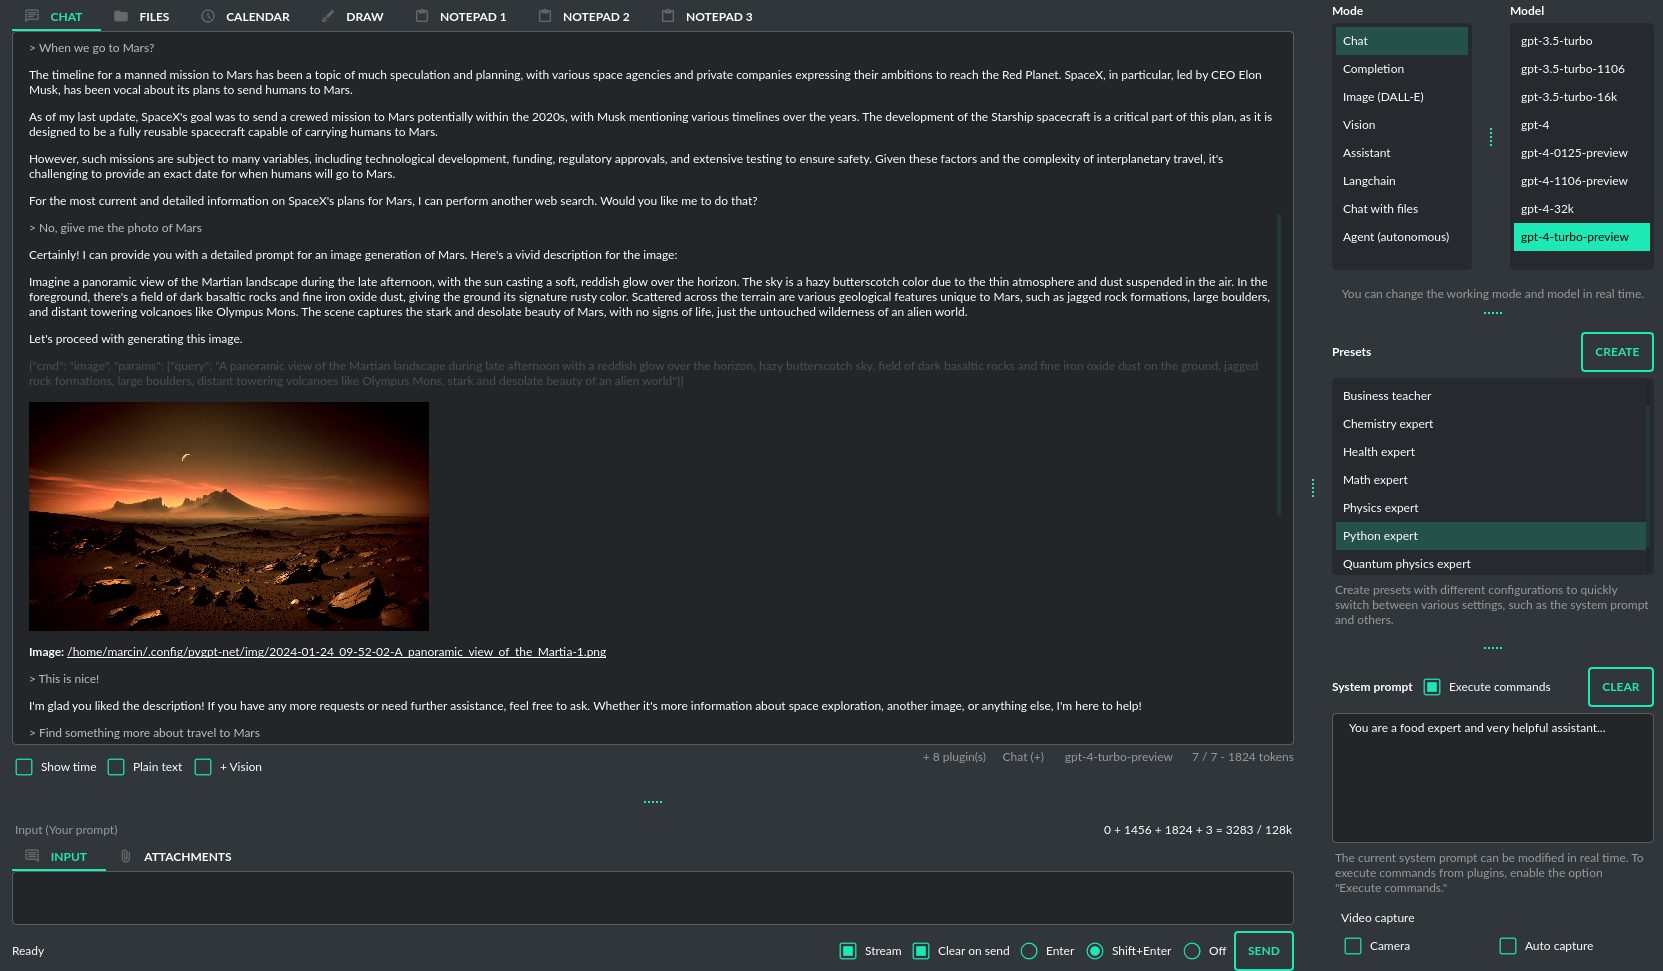 CHAT FILES CALENDAR DRAW NOTEPAD 1 NOTEPAD 2 NOTEPAD 3
> When we go to Mars?
The timeline for a manned mission to Mars has been a topic of much speculation and planning, with various space agencies and private companies expressing their ambitions to reach the Red Planet. SpaceX, in particular, led by CEO Elon
Musk, has been vocal about its plans to send humans to Mars.
As of my last update, SpaceX's goal was to send a crewed mission to Mars potentially within the 2020s, with Musk mentioning various timelines over the years. The development of the Starship spacecraft is a critical part of this plan, as it is
designed to be a fully reusable spacecraft capable of carrying humans to Mars.
However, such missions are subject to many variables, including technological development, funding, regulatory approvals, and extensive testing to ensure safety. Given these factors and the complexity of interplanetary travel, it's
challenging to provide an exact date for when humans will go to Mars.
For the most current and detailed information on SpaceX's plans for Mars, I can perform another web search. Would you like me to do that?
> No, giive me the photo of Mars
Certainly! I can provide you with a detailed prompt for an image generation of Mars. Here's a vivid description for the image:
Imagine a panoramic view of the Martian landscape during the late afternoon, with the sun casting a soft, reddish glow over the horizon. The sky is a hazy butterscotch color due to the thin atmosphere and dust suspended in the air. In the
foreground, there's a field of dark basaltic rocks and fine iron oxide dust, giving the ground its signature rusty color. Scattered across the terrain are various geological features unique to Mars, such as jagged rock formations, large boulders,
and distant towering volcanoes like Olympus Mons. The scene captures the stark and desolate beauty of Mars, with no signs of life, just the untouched wilderness of an alien world.
Let's proceed with generating this image.
{"cmd": "image", "params": {"query": "A panoramic view of the Martian landscape during late afternoon with a reddish glow over the horizon, hazy butterscotch sky, field of dark basaltic rocks and fine iron oxide dust on the ground, jagged
rock formations, large boulders, distant towering volcanoes like Olympus Mons, stark and desolate beauty of an alien world"}}
Image: /home/marcin/.config/pygpt-net/img/2024-01-24_09-52-02-A_panoramic_view_of_the_Martia-1.png
> This is nice!
I'm glad you liked the description! If you have any more requests or need further assistance, feel free to ask. Whether it's more information about space exploration, another image, or anything else, I'm here to help!
> Find something more about travel to Mars
Show time Plain text + Vision
+ 8 plugin(s) Chat (+) gpt-4-turbo-preview 7 / 7 - 1824 tokens
Input (Your prompt)
0 + 1456 + 1824 + 3 = 3283 / 128k
INPUT ATTACHMENTS
Ready
Stream Clear on send Enter Shift+Enter Off SEND
Mode
Chat
Completion
Image (DALL-E)
Vision
Assistant
Langchain
Chat with files
Agent (autonomous)
Model
gpt-3.5-turbo
gpt-3.5-turbo-1106
gpt-3.5-turbo-16k
gpt-4
gpt-4-0125-preview
gpt-4-1106-preview
gpt-4-32k
gpt-4-turbo-preview
You can change the working mode and model in real time.
Presets
CREATE
Business teacher
Chemistry expert
Health expert
Math expert
Physics expert
Python expert
Quantum physics expert
Create presets with different configurations to quickly
switch between various settings, such as the system prompt
and others.
System prompt Execute commands CLEAR
You are a food expert and very helpful assistant...
The current system prompt can be modified in real time. To
execute commands from plugins, enable the option
"Execute commands."
Video capture
Camera Auto capture